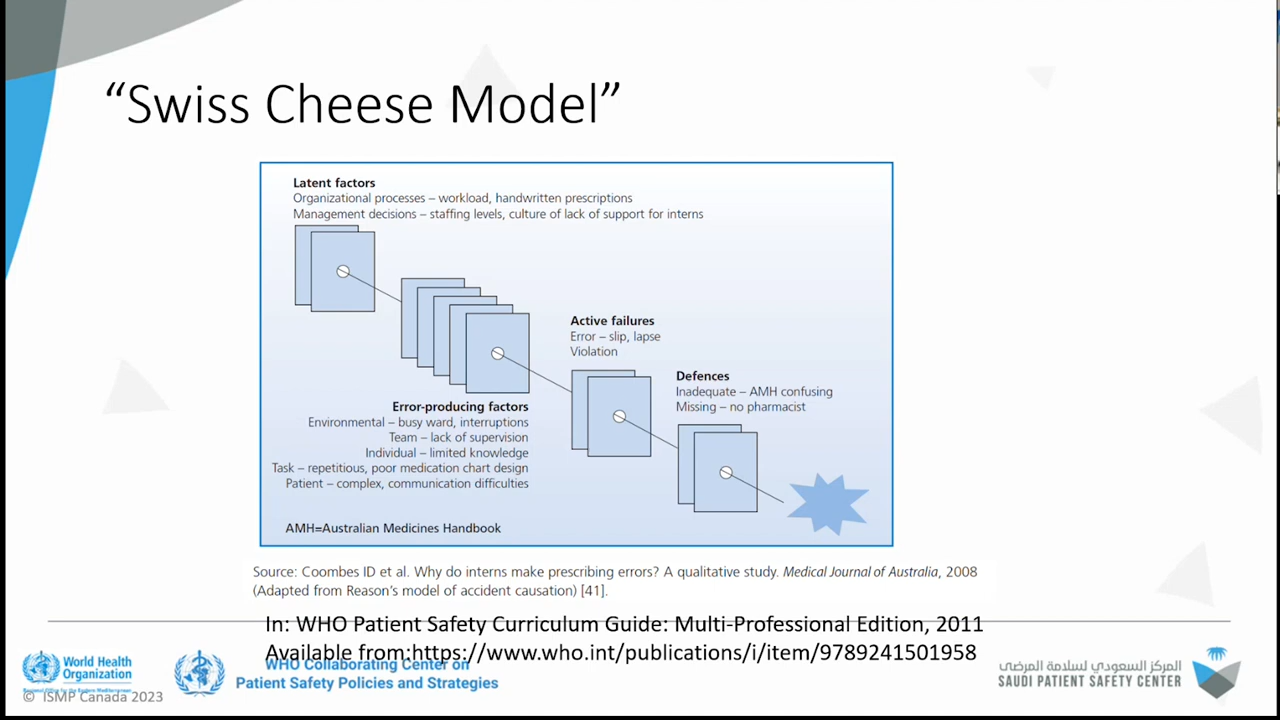 “Swiss Cheese Model”
Latent factors
Organizational processes – workload, handwritten prescriptions
Management decisions – staffing levels, culture of lack of support for interns
Active failures
Error – slip, lapse
Violation
Defences
Inadequate – AMH confusing
Missing – no pharmacist
Error-producing factors
Environmental – busy ward, interruptions
Team – lack of supervision
Individual – limited knowledge
Task – repetitious, poor medication chart design
Patient – complex, communication difficulties
AMH=Australian Medicines Handbook
Source: Coombes ID et al. Why do interns make prescribing errors? A qualitative study. Medical Journal of Australia, 2008
(Adapted from Reason’s model of accident causation) [41].
In: WHO Patient Safety Curriculum Guide: Multi-Professional Edition, 2011
Available from:https://www.who.int/publications/i/item/9789241501958
World Health
Organization
Regional Office for the Eastern Mediterranean
WHO Collaborating Center on
Patient Safety Policies and Strategies
المركز السعودي لسلامة المرضى
SAUDI PATIENT SAFETY CENTER
© ISMP Canada 2023